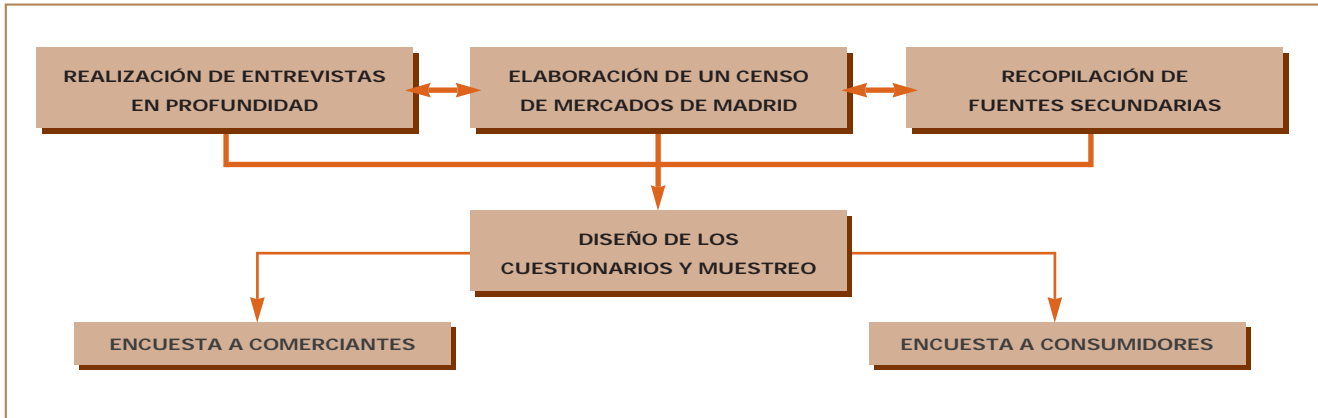 REALIZACIÓN DE ENTREVISTAS
EN PROFUNDIDAD
ELABORACIÓN DE UN CENSO
DE MERCADOS DE MADRID
RECOPILACIÓN DE
FUENTES SECUNDARIAS
DISEÑO DE LOS
CUESTIONARIOS Y MUESTREO
ENCUESTA A COMERCIANTES
ENCUESTA A CONSUMIDORES